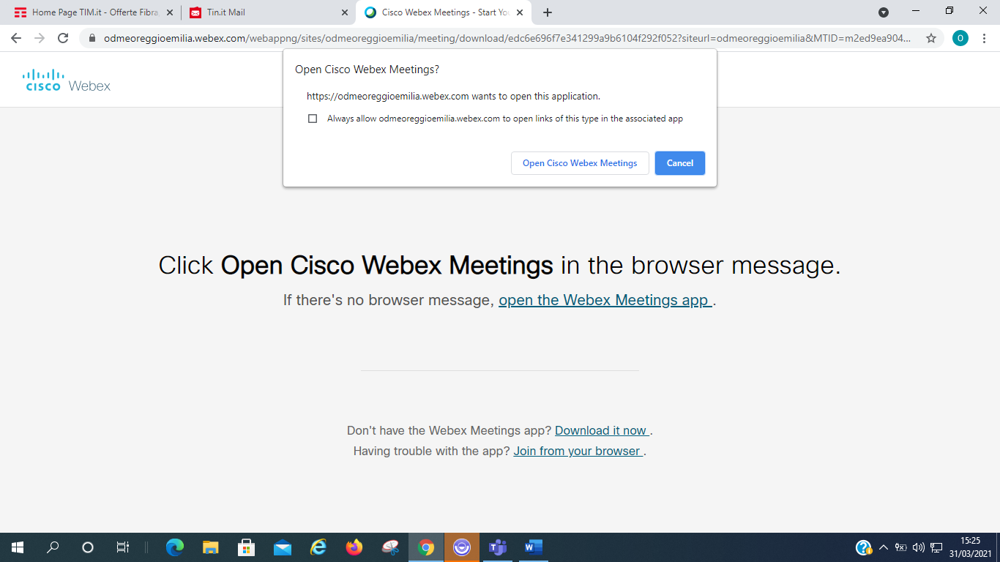 Home Page TIM.it - Offerte Fibra,
Tin.it Mail
Cisco Webex Meetings - Start You
odmeoreggioemilia.webex.com/webappng/sites/odmeoreggioemilia/meeting/download/edc6e696f7e341299a9b6104f292f052?siteurl=odmeoreggioemilia&MTID=m2ed9ea904...
O
CISCO Webex
Open Cisco Webex Meetings?
https://odmeoreggioemilia.webex.com wants to open this application.
Always allow odmeoreggioemilia.webex.com to open links of this type in the associated app
Open Cisco Webex Meetings
Cancel
Click Open Cisco Webex Meetings in the browser message.
If there's no browser message, open the Webex Meetings app .
Don't have the Webex Meetings app? Download it now .
Having trouble with the app? Join from your browser .
15:25
31/03/2021